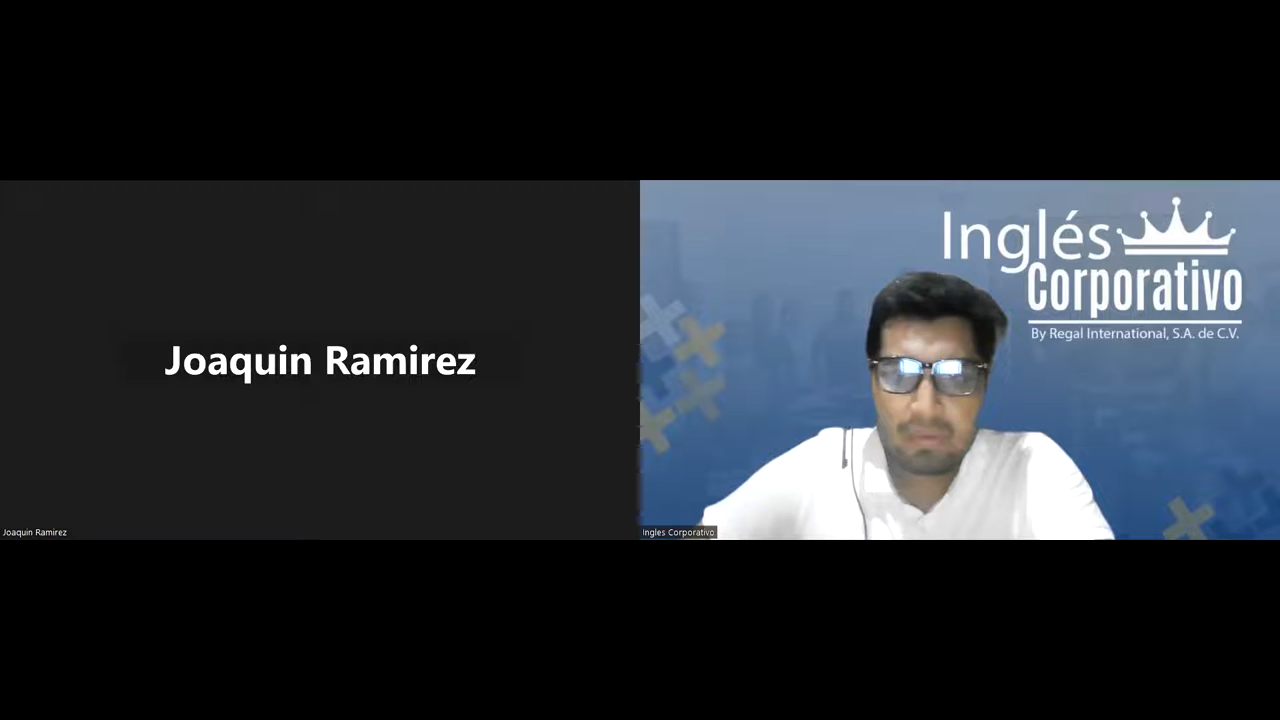 Joaquin Ramirez
Joaquin Ramirez
Inglés
Corporativo
By Regal International, S.A. de C.V.
Ingles Corporativo